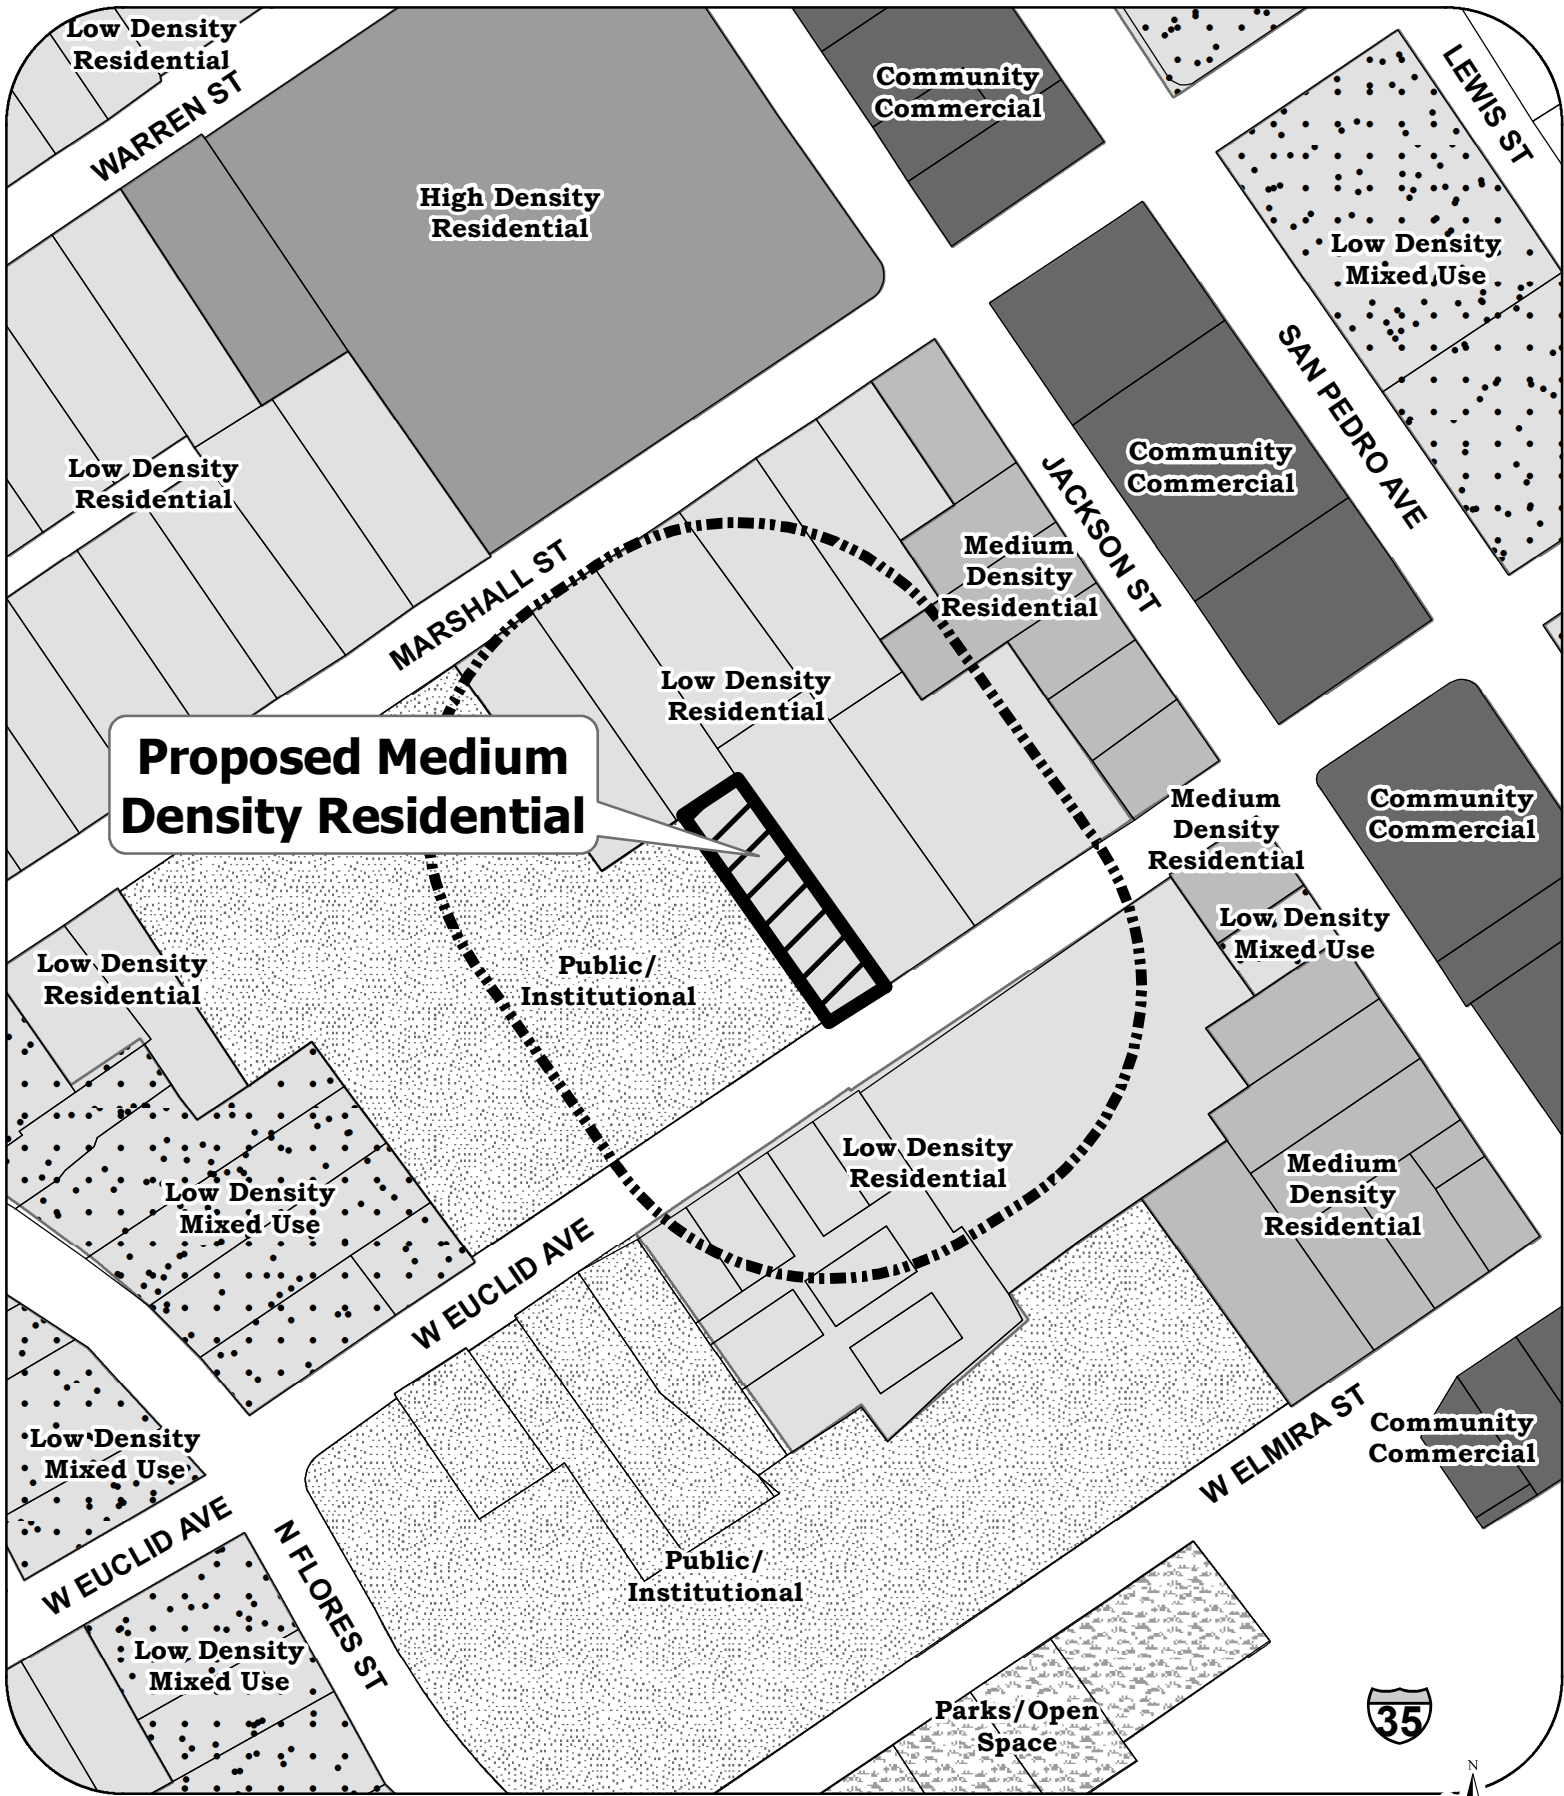 Low Density
Residential
WARREN ST
Community
Commercial
LEWIS ST
High Density
Residential
Low Density
Mixed Use
SAN PEDRO AVE
Low Density
Residential
Community
Commercial
JACKSON ST
Medium
Density
Residential
MARSHALL ST
Low Density
Residential
Proposed Medium
Density Residential
Medium
Density
Residential
Community
Commercial
Low Density
Mixed Use
Low Density
Residential
Public/
Institutional
Low Density
Residential
Medium
Density
Residential
Low Density
Mixed Use
W EUCLID AVE
Low Density
Mixed Use
W ELMIRA ST
Community
Commercial
W EUCLID AVE
N FLORES ST
Public/
Institutional
Low Density
Mixed Use
Parks/Open
Space
35
N